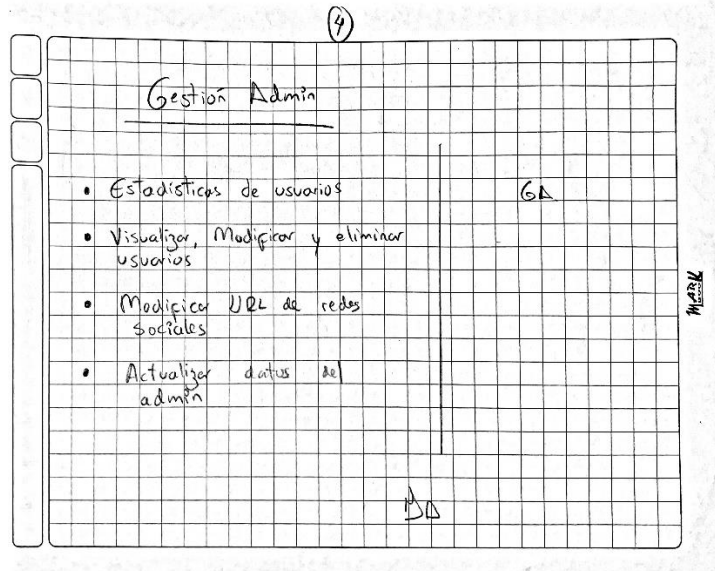 4
Gestión Admin
• Estadísticas de usuarios
GA
• Visualizar, Modificar y eliminar
usuarios
• Modificar URL de redes
sociales
• Actualizar datos del
admin